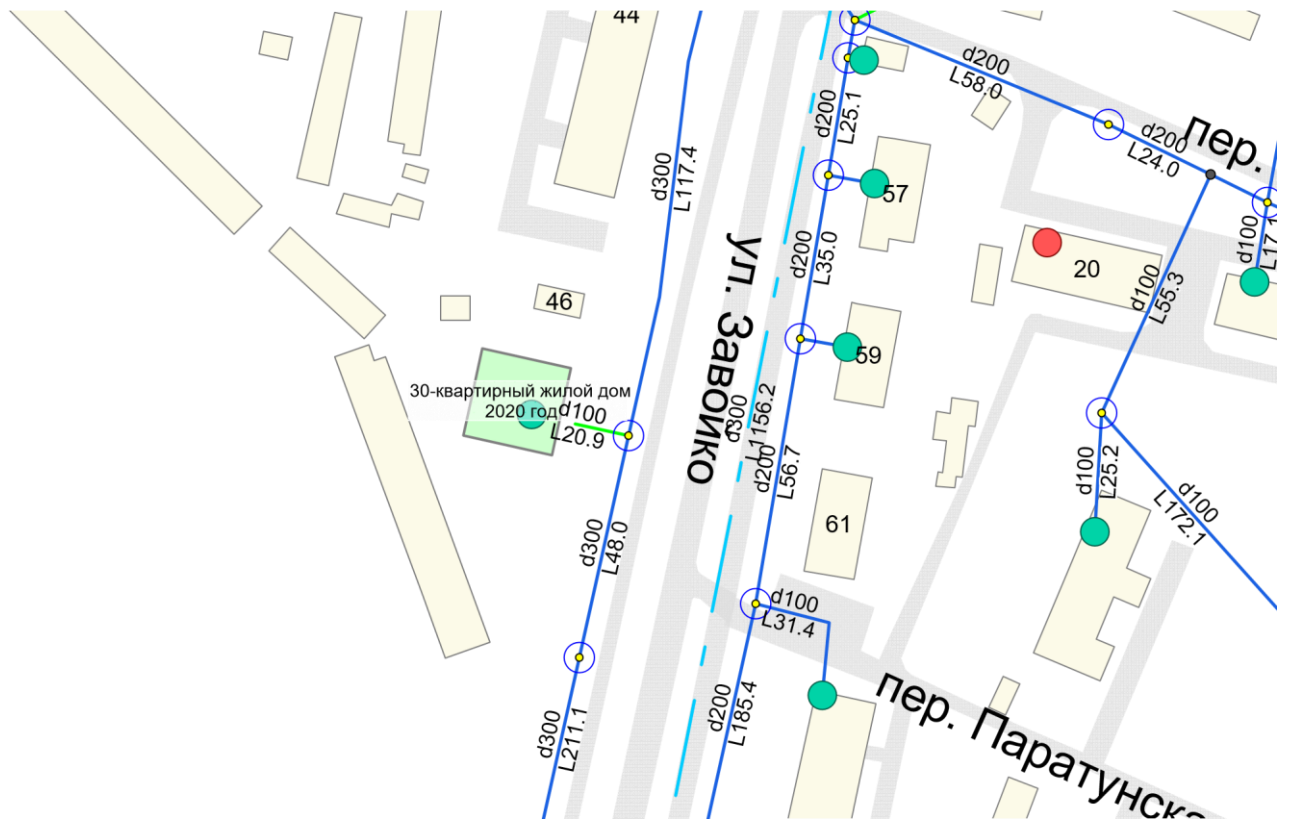 44
d200
L58.0
d200
L25.1
d200
L24.0
пер.
d300
L117.4
57
d100
L17.1
20
ул. Завойко
d200
L35.0
d100
L55.3
46
59
30-квартирный жилой дом
2020 год
d100
L20.9
d300
L1156.2
d200
L56.7
d100
L25.2
d100
L172.1
61
d300
L48.0
d100
L31.4
d200
L185.4
пер. Паратунска
d300
L211.1